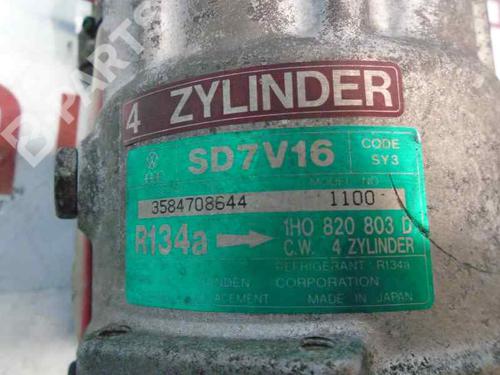 4 ZYLINDER
SD7V16
CODE
SY3
MODEL NO.
3584708644
1100-
R134a
1H0 820 803 D
C.W. 4 ZYLINDER
REFRIGERANT R134a
CORPORATION
MADE IN JAPAN
PARTS